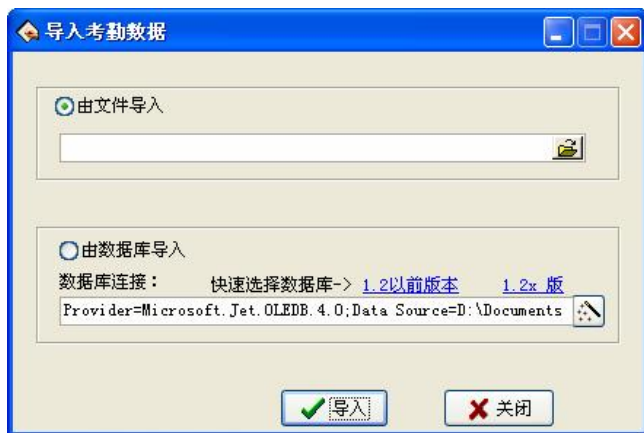 导入考勤数据
由文件导入
由数据库导入
数据库连接： 快速选择数据库-> 1.2以前版本 1.2x 版
Provider=Microsoft.Jet.OLEDB.4.0;Data Source=D:\Documents
导入 关闭